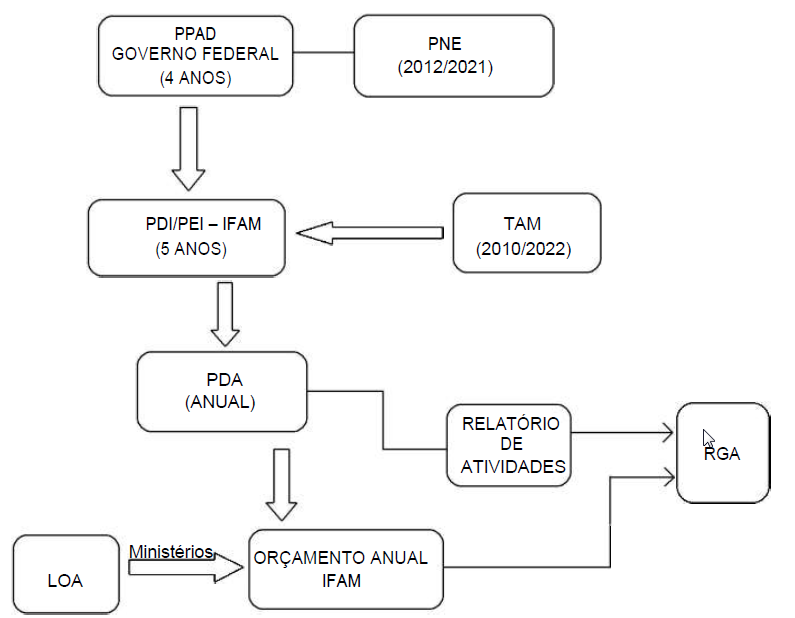 PPAD
GOVERNO FEDERAL
(4 ANOS)
PNE
(2012/2021)
PDI/PEI – IFAM
(5 ANOS)
TAM
(2010/2022)
PDA
(ANUAL)
RELATÓRIO
DE
ATIVIDADES
RGA
LOA
Ministérios
ORÇAMENTO ANUAL
IFAM